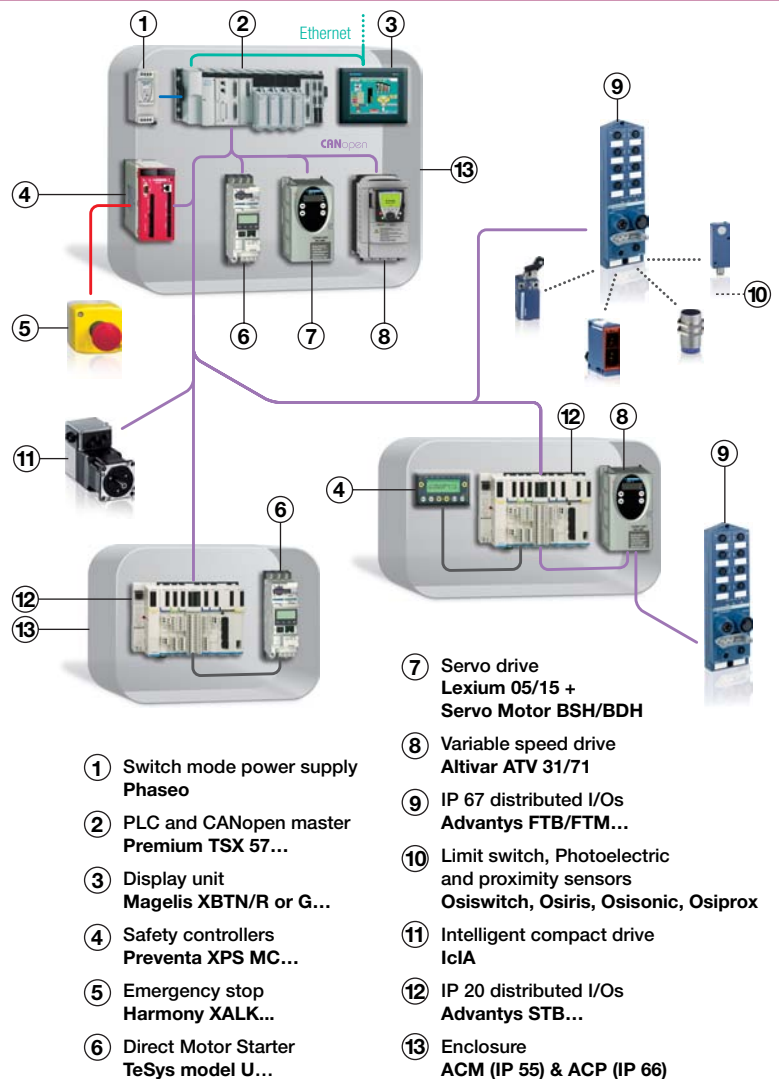 1
2
3
Ethernet
9
CANopen
13
4
10
5
6
7
8
11
12
8
9
4
6
12
13
1 Switch mode power supply
Phaseo
2 PLC and CANopen master
Premium TSX 57…
3 Display unit
Magelis XBTN/R or G…
4 Safety controllers
Preventa XPS MC…
5 Emergency stop
Harmony XALK...
6 Direct Motor Starter
TeSys model U…
7 Servo drive
Lexium 05/15 +
Servo Motor BSH/BDH
8 Variable speed drive
Altivar ATV 31/71
9 IP 67 distributed I/Os
Advantys FTB/FTM…
10 Limit switch, Photoelectric
and proximity sensors
Osiswitch, Osiris, Osisonic, Osiprox
11 Intelligent compact drive
IcIA
12 IP 20 distributed I/Os
Advantys STB…
13 Enclosure
ACM (IP 55) & ACP (IP 66)